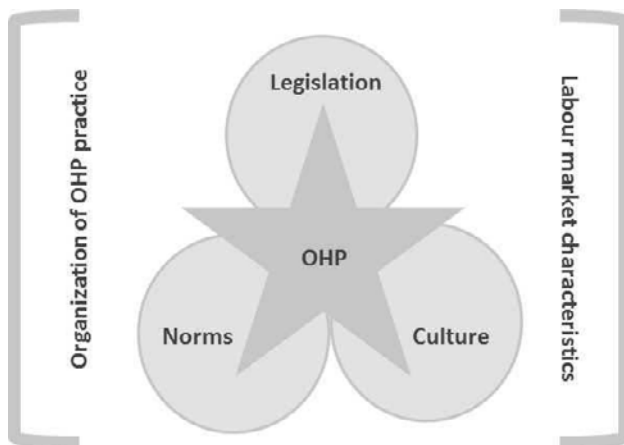 Organization of OHP practice
Legislation
OHP
Norms
Culture
Labour market characteristics